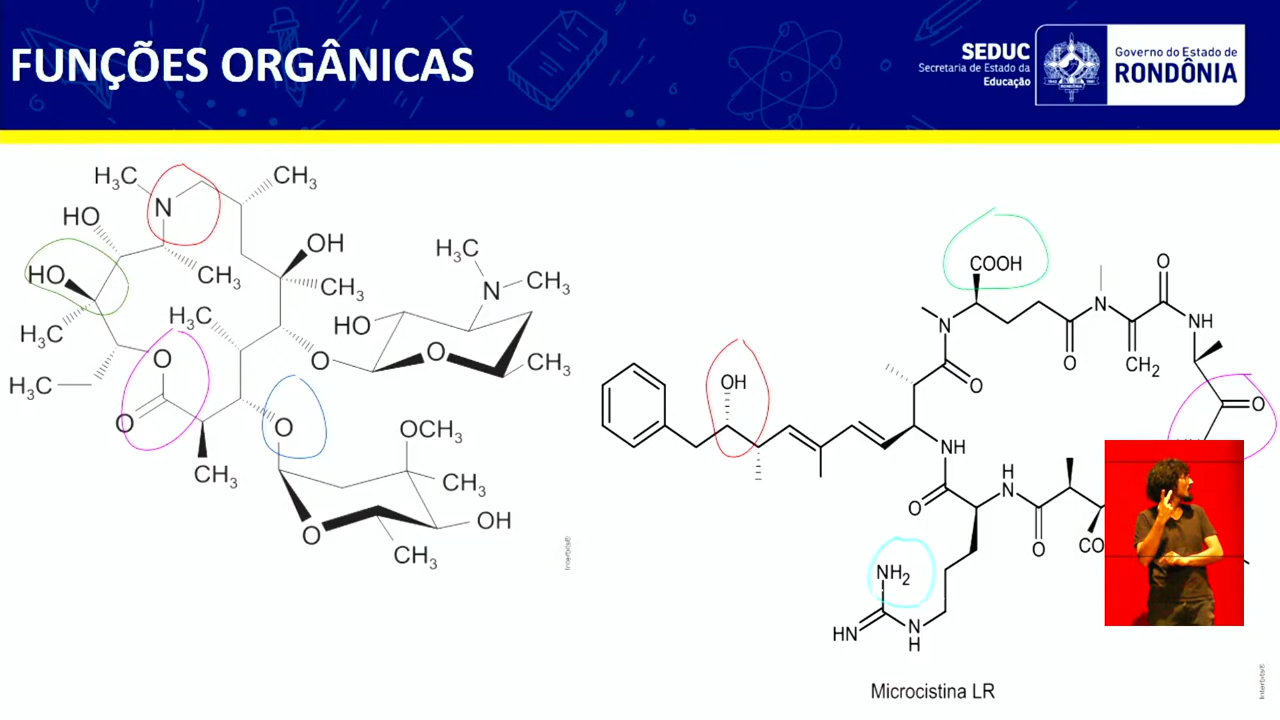 FUNÇÕES ORGÂNICAS
SEDUC
Secretaria de Estado da
Educação
Governo do Estado de
RONDÔNIA
H₃C
CH₃
N
HO
OH
H₃C
CH₃
HO
CH₃
N
CH₃
H₃C
H₃C
HO
O
O
CH₃
O
H₃C
O
O
OCH₃
CH₃
CH₃
OH
O
CH₃
Interbits®
COOH
O
N
N
NH
O
CH₂
O
OH
O
NH
H
N
O
O
CO
NH₂
HN
N
H
Microcistina LR
Interbits®